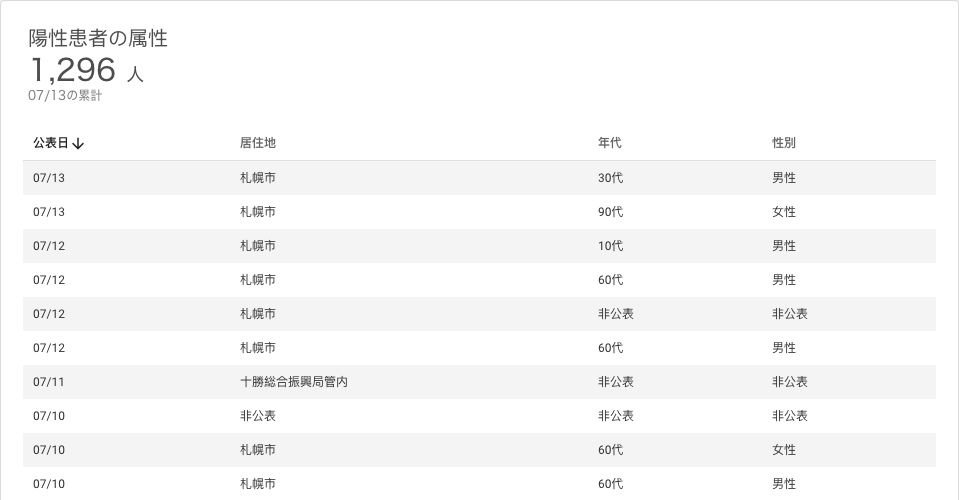 陽性患者の属性
1,296 人
07/13の累計
公表日↓ 居住地 年代 性別
07/13 札幌市 30代 男性
07/13 札幌市 90代 女性
07/12 札幌市 10代 男性
07/12 札幌市 60代 男性
07/12 札幌市 非公表 非公表
07/12 札幌市 60代 男性
07/11 十勝総合振興局管内 非公表 非公表
07/10 非公表 非公表 非公表
07/10 札幌市 60代 女性
07/10 札幌市 60代 男性